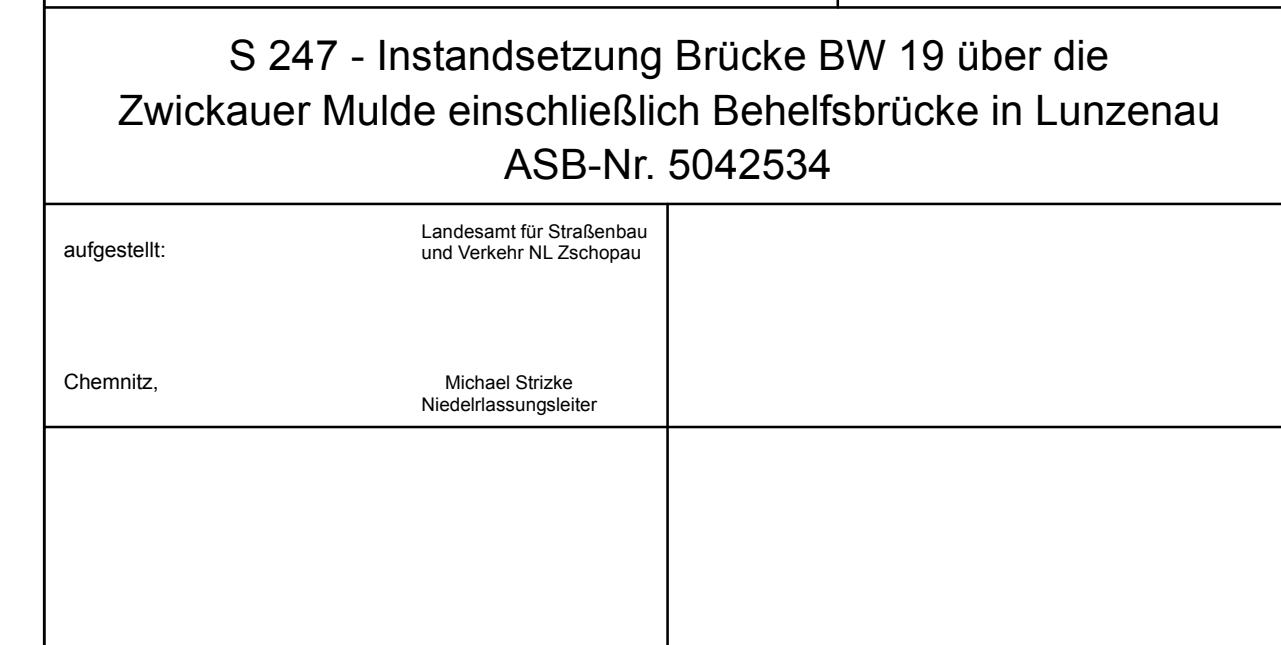 S 247 - Instandsetzung Brücke BW 19 über die
Zwickauer Mulde einschließlich Behelfsbrücke in Lunzenau
ASB-Nr. 5042534
aufgestellt:
Landesamt für Straßenbau
und Verkehr NL Zschopau
Chemnitz,
Michael Strizke
Niedelrlassungsleiter